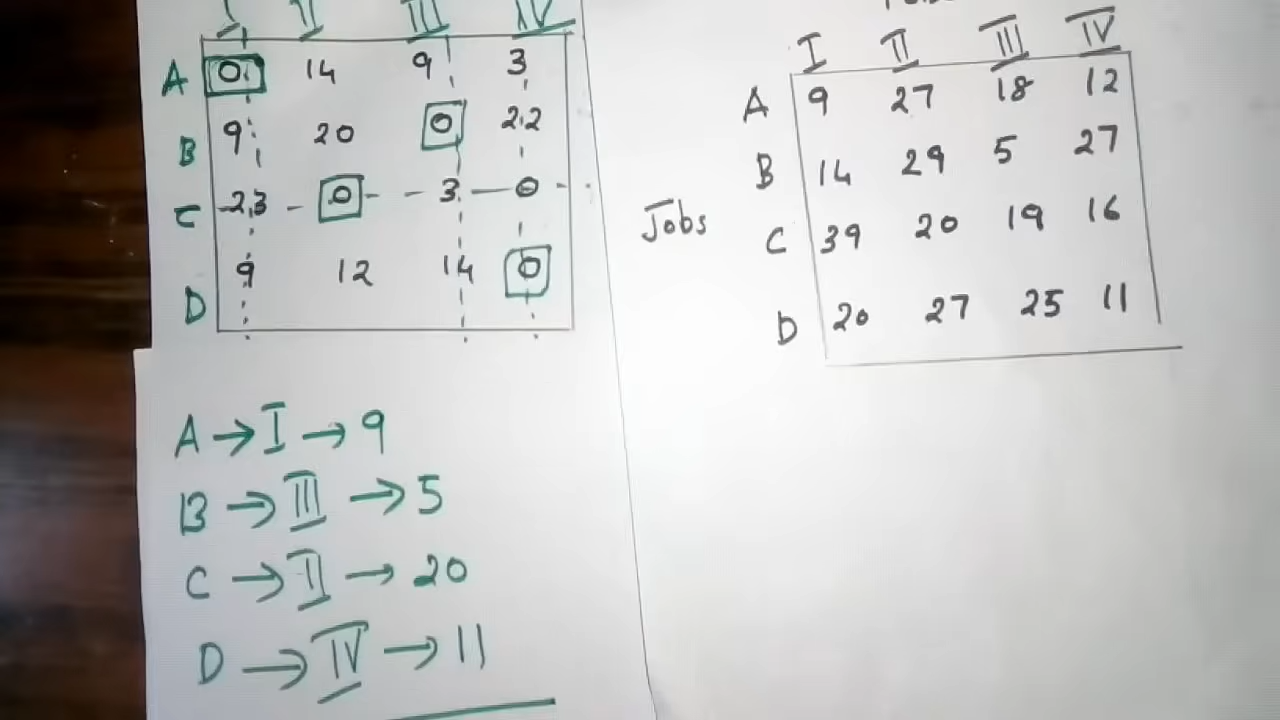 I II III IV
A 0 14 9 3
B 9 20 0 22
C 23 0 3 0
D 9 12 14 0
A → I → 9
B → III → 5
C → II → 20
D → IV → 11
I II III IV
A 9 27 18 12
B 14 29 5 27
Jobs C 39 20 19 16
D 20 27 25 11